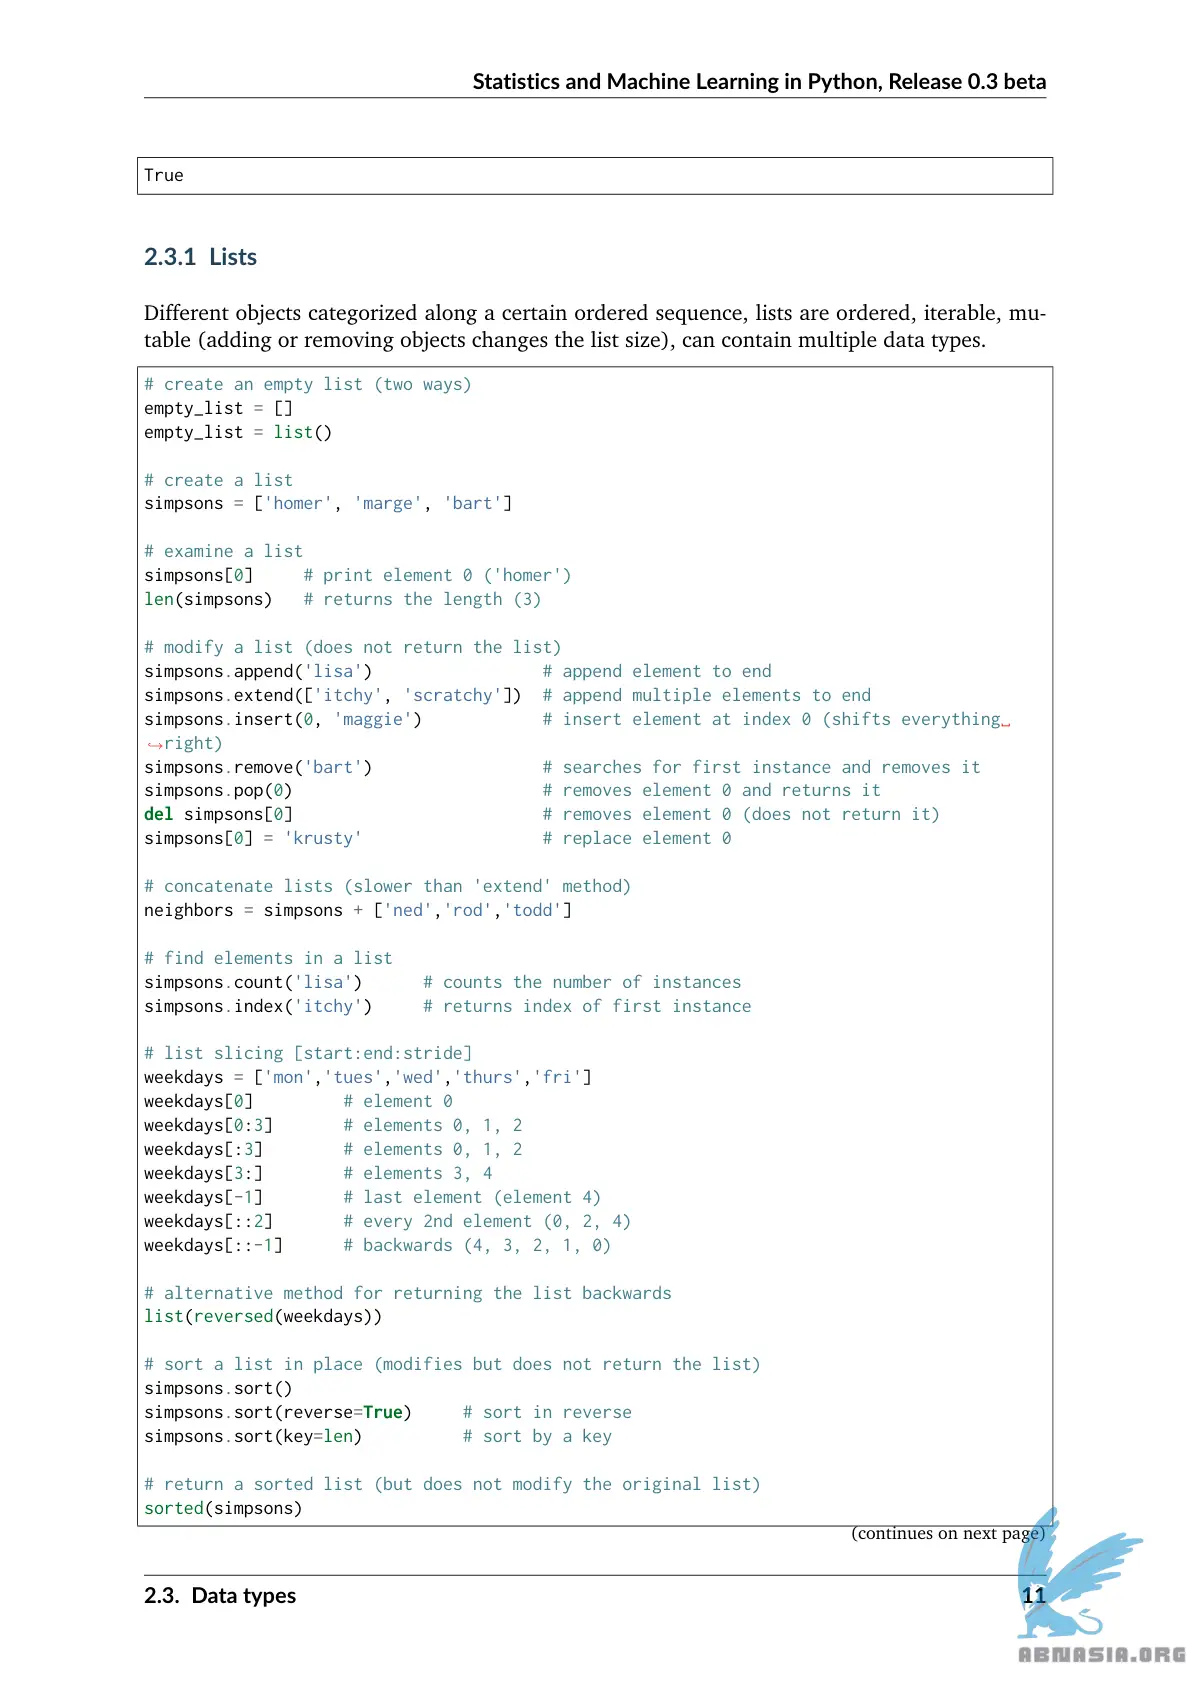 Statistics and Machine Learning in Python, Release 0.3 beta
True
2.3.1 Lists
Different objects categorized along a certain ordered sequence, lists are ordered, iterable, mu-
table (adding or removing objects changes the list size), can contain multiple data types.
# create an empty list (two ways)
empty_list = []
empty_list = list()
# create a list
simpsons = ['homer', 'marge', 'bart']
# examine a list
simpsons[0]     # print element 0 ('homer')
len(simpsons)   # returns the length (3)
# modify a list (does not return the list)
simpsons.append('lisa')                 # append element to end
simpsons.extend(['itchy', 'scratchy'])  # append multiple elements to end
simpsons.insert(0, 'maggie')            # insert element at index 0 (shifts everything␣
↪right)
simpsons.remove('bart')                 # searches for first instance and removes it
simpsons.pop(0)                         # removes element 0 and returns it
del simpsons[0]                         # removes element 0 (does not return it)
simpsons[0] = 'krusty'                  # replace element 0
# concatenate lists (slower than 'extend' method)
neighbors = simpsons + ['ned','rod','todd']
# find elements in a list
simpsons.count('lisa')      # counts the number of instances
simpsons.index('itchy')     # returns index of first instance
# list slicing [start:end:stride]
weekdays = ['mon','tues','wed','thurs','fri']
weekdays[0]         # element 0
weekdays[0:3]       # elements 0, 1, 2
weekdays[:3]        # elements 0, 1, 2
weekdays[3:]        # elements 3, 4
weekdays[-1]        # last element (element 4)
weekdays[::2]       # every 2nd element (0, 2, 4)
weekdays[::-1]      # backwards (4, 3, 2, 1, 0)
# alternative method for returning the list backwards
list(reversed(weekdays))
# sort a list in place (modifies but does not return the list)
simpsons.sort()
simpsons.sort(reverse=True)     # sort in reverse
simpsons.sort(key=len)          # sort by a key
# return a sorted list (but does not modify the original list)
sorted(simpsons)
(continues on next page)
2.3. Data types 11
ABNASIA.ORG